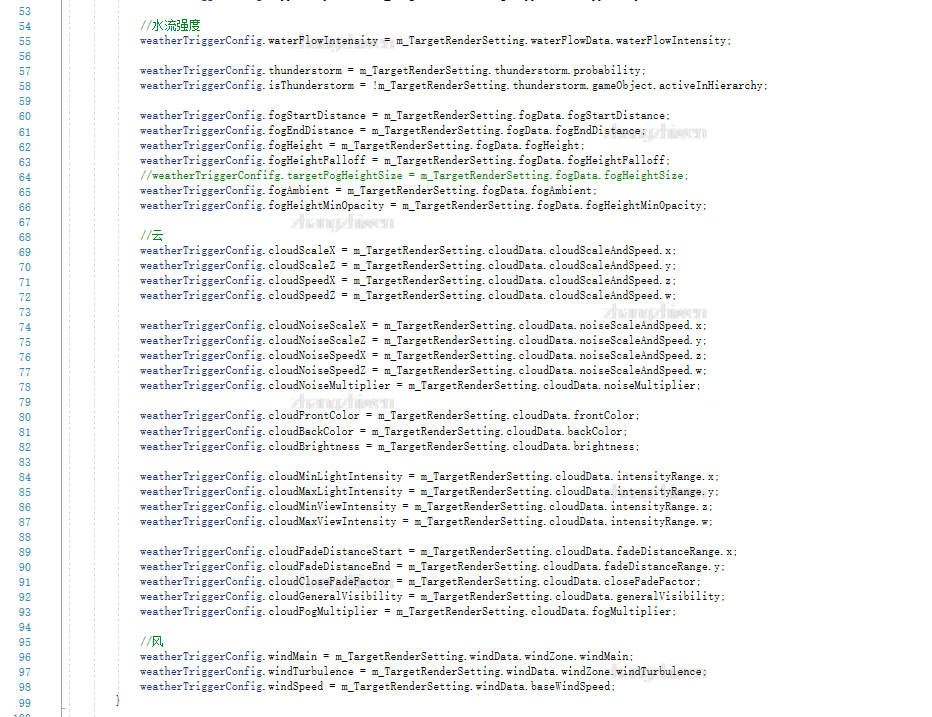 53
54 //水流强度
55 weatherTriggerConfig.waterFlowIntensity = m_TargetRenderSetting.waterFlowData.waterFlowIntensity;
56
57 weatherTriggerConfig.thunderstorm = m_TargetRenderSetting.thunderstorm.probability;
58 weatherTriggerConfig.isThunderstorm = !m_TargetRenderSetting.thunderstorm.gameObject.activeInHierarchy;
59
60 weatherTriggerConfig.fogStartDistance = m_TargetRenderSetting.fogData.fogStartDistance;
61 weatherTriggerConfig.fogEndDistance = m_TargetRenderSetting.fogData.fogEndDistance;
62 weatherTriggerConfig.fogHeight = m_TargetRenderSetting.fogData.fogHeight;
63 weatherTriggerConfig.fogHeightFalloff = m_TargetRenderSetting.fogData.fogHeightFalloff;
64 //weatherTriggerConfifg.targetFogHeightSize = m_TargetRenderSetting.fogData.fogHeightSize;
65 weatherTriggerConfig.fogAmbient = m_TargetRenderSetting.fogData.fogAmbient;
66 weatherTriggerConfig.fogHeightMinOpacity = m_TargetRenderSetting.fogData.fogHeightMinOpacity;
67
68 //云
69 weatherTriggerConfig.cloudScaleX = m_TargetRenderSetting.cloudData.cloudScaleAndSpeed.x;
70 weatherTriggerConfig.cloudScaleZ = m_TargetRenderSetting.cloudData.cloudScaleAndSpeed.y;
71 weatherTriggerConfig.cloudSpeedX = m_TargetRenderSetting.cloudData.cloudScaleAndSpeed.z;
72 weatherTriggerConfig.cloudSpeedZ = m_TargetRenderSetting.cloudData.cloudScaleAndSpeed.w;
73
74 weatherTriggerConfig.cloudNoiseScaleX = m_TargetRenderSetting.cloudData.noiseScaleAndSpeed.x;
75 weatherTriggerConfig.cloudNoiseScaleZ = m_TargetRenderSetting.cloudData.noiseScaleAndSpeed.y;
76 weatherTriggerConfig.cloudNoiseSpeedX = m_TargetRenderSetting.cloudData.noiseScaleAndSpeed.z;
77 weatherTriggerConfig.cloudNoiseSpeedZ = m_TargetRenderSetting.cloudData.noiseScaleAndSpeed.w;
78 weatherTriggerConfig.cloudNoiseMultiplier = m_TargetRenderSetting.cloudData.noiseMultiplier;
79
80 weatherTriggerConfig.cloudFrontColor = m_TargetRenderSetting.cloudData.frontColor;
81 weatherTriggerConfig.cloudBackColor = m_TargetRenderSetting.cloudData.backColor;
82 weatherTriggerConfig.cloudBrightness = m_TargetRenderSetting.cloudData.brightness;
83
84 weatherTriggerConfig.cloudMinLightIntensity = m_TargetRenderSetting.cloudData.intensityRange.x;
85 weatherTriggerConfig.cloudMaxLightIntensity = m_TargetRenderSetting.cloudData.intensityRange.y;
86 weatherTriggerConfig.cloudMinViewIntensity = m_TargetRenderSetting.cloudData.intensityRange.z;
87 weatherTriggerConfig.cloudMaxViewIntensity = m_TargetRenderSetting.cloudData.intensityRange.w;
88
89 weatherTriggerConfig.cloudFadeDistanceStart = m_TargetRenderSetting.cloudData.fadeDistanceRange.x;
90 weatherTriggerConfig.cloudFadeDistanceEnd = m_TargetRenderSetting.cloudData.fadeDistanceRange.y;
91 weatherTriggerConfig.cloudCloseFadeFactor = m_TargetRenderSetting.cloudData.closeFadeFactor;
92 weatherTriggerConfig.cloudGeneralVisibility = m_TargetRenderSetting.cloudData.generalVisibility;
93 weatherTriggerConfig.cloudFogMultiplier = m_TargetRenderSetting.cloudData.fogMultiplier;
94
95 //风
96 weatherTriggerConfig.windMain = m_TargetRenderSetting.windData.windZone.windMain;
97 weatherTriggerConfig.windTurbulence = m_TargetRenderSetting.windData.windZone.windTurbulence;
98 weatherTriggerConfig.windSpeed = m_TargetRenderSetting.windData.baseWindSpeed;
99 }
zhangzhiwen
zhangzhiwen
zhangzhiwen
zhangzhiwen
zhangzhiwen